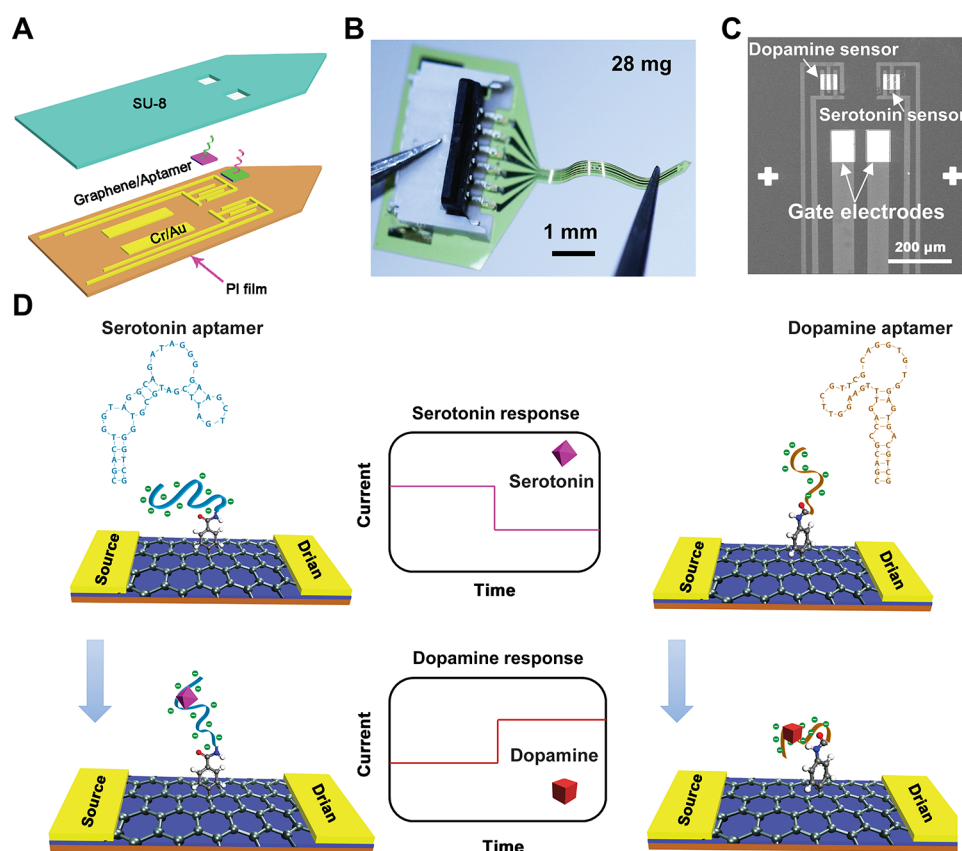 A
SU-8
Graphene/Aptamer
Cr/Au
PI film
B
28 mg
1 mm
C
Dopamine sensor
Serotonin sensor
Gate electrodes
200 μm
D
Serotonin aptamer
Dopamine aptamer
Serotonin response
Current
Serotonin
Time
Source
Drian
Source
Drian
Dopamine response
Current
Dopamine
Time
Source
Drian
Source
Drian